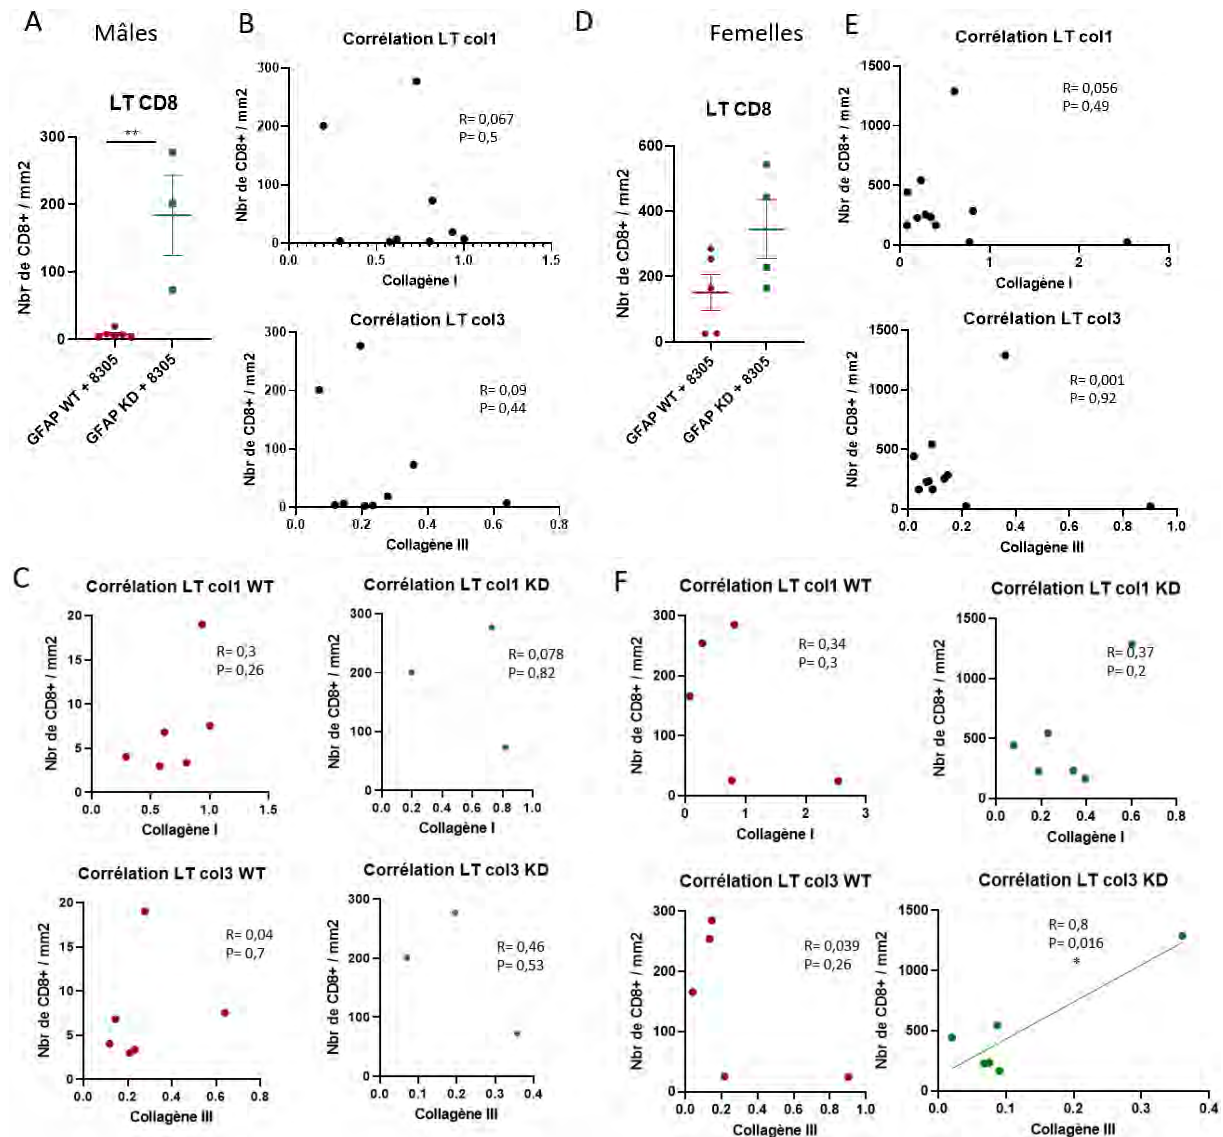 A
Mâles
LT CD8
**
Nbr de CD8+ / mm2
300
200
100
0
GFAP WT + 8305
GFAP KD + 8305
B
Corrélation LT col1
Nbr de CD8+ / mm2
300
200
100
0
R= 0,067
P= 0,5
0.0 0.5 1.0 1.5
Collagène I
Corrélation LT col3
Nbr de CD8+ / mm2
300
200
100
0
R= 0,09
P= 0,44
0.0 0.2 0.4 0.6 0.8
Collagène III
D
Femelles
LT CD8
Nbr de CD8+ / mm2
600
400
200
0
GFAP WT + 8305
GFAP KD + 8305
E
Corrélation LT col1
Nbr de CD8+ / mm2
1500
1000
500
0
R= 0,056
P= 0,49
0 1 2 3
Collagène I
Corrélation LT col3
Nbr de CD8+ / mm2
1500
1000
500
0
R= 0,001
P= 0,92
0.0 0.2 0.4 0.6 0.8 1.0
Collagène III
C
Corrélation LT col1 WT
Nbr de CD8+ / mm2
20
15
10
5
0
R= 0,3
P= 0,26
0.0 0.5 1.0 1.5
Collagène I
Corrélation LT col1 KD
Nbr de CD8+ / mm2
300
200
100
0
R= 0,078
P= 0,82
0.0 0.2 0.4 0.6 0.8 1.0
Collagène I
Corrélation LT col3 WT
Nbr de CD8+ / mm2
20
15
10
5
0
R= 0,04
P= 0,7
0.0 0.2 0.4 0.6 0.8
Collagène III
Corrélation LT col3 KD
Nbr de CD8+ / mm2
300
200
100
0
R= 0,46
P= 0,53
0.0 0.1 0.2 0.3 0.4
Collagène III
F
Corrélation LT col1 WT
Nbr de CD8+ / mm2
300
200
100
0
R= 0,34
P= 0,3
0 1 2 3
Collagène I
Corrélation LT col1 KD
Nbr de CD8+ / mm2
1500
1000
500
0
R= 0,37
P= 0,2
0.0 0.2 0.4 0.6 0.8
Collagène I
Corrélation LT col3 WT
Nbr de CD8+ / mm2
300
200
100
0
R= 0,039
P= 0,26
0.0 0.2 0.4 0.6 0.8 1.0
Collagène III
Corrélation LT col3 KD
Nbr de CD8+ / mm2
1500
1000
500
0
R= 0,8
P= 0,016
*
0.0 0.1 0.2 0.3 0.4
Collagène III